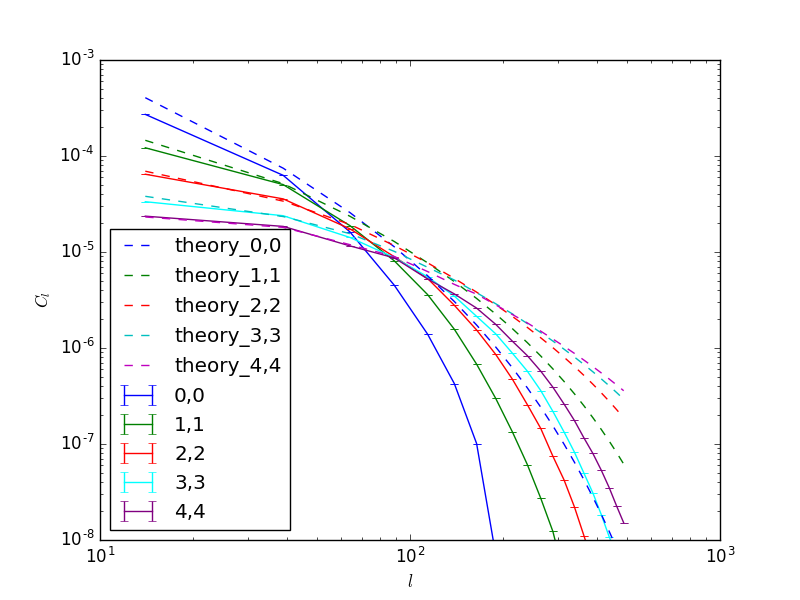 10^-3
10^-4
10^-5
10^-6
10^-7
10^-8
C_l
theory_0,0
theory_1,1
theory_2,2
theory_3,3
theory_4,4
0,0
1,1
2,2
3,3
4,4
10^1 10^2 10^3
l